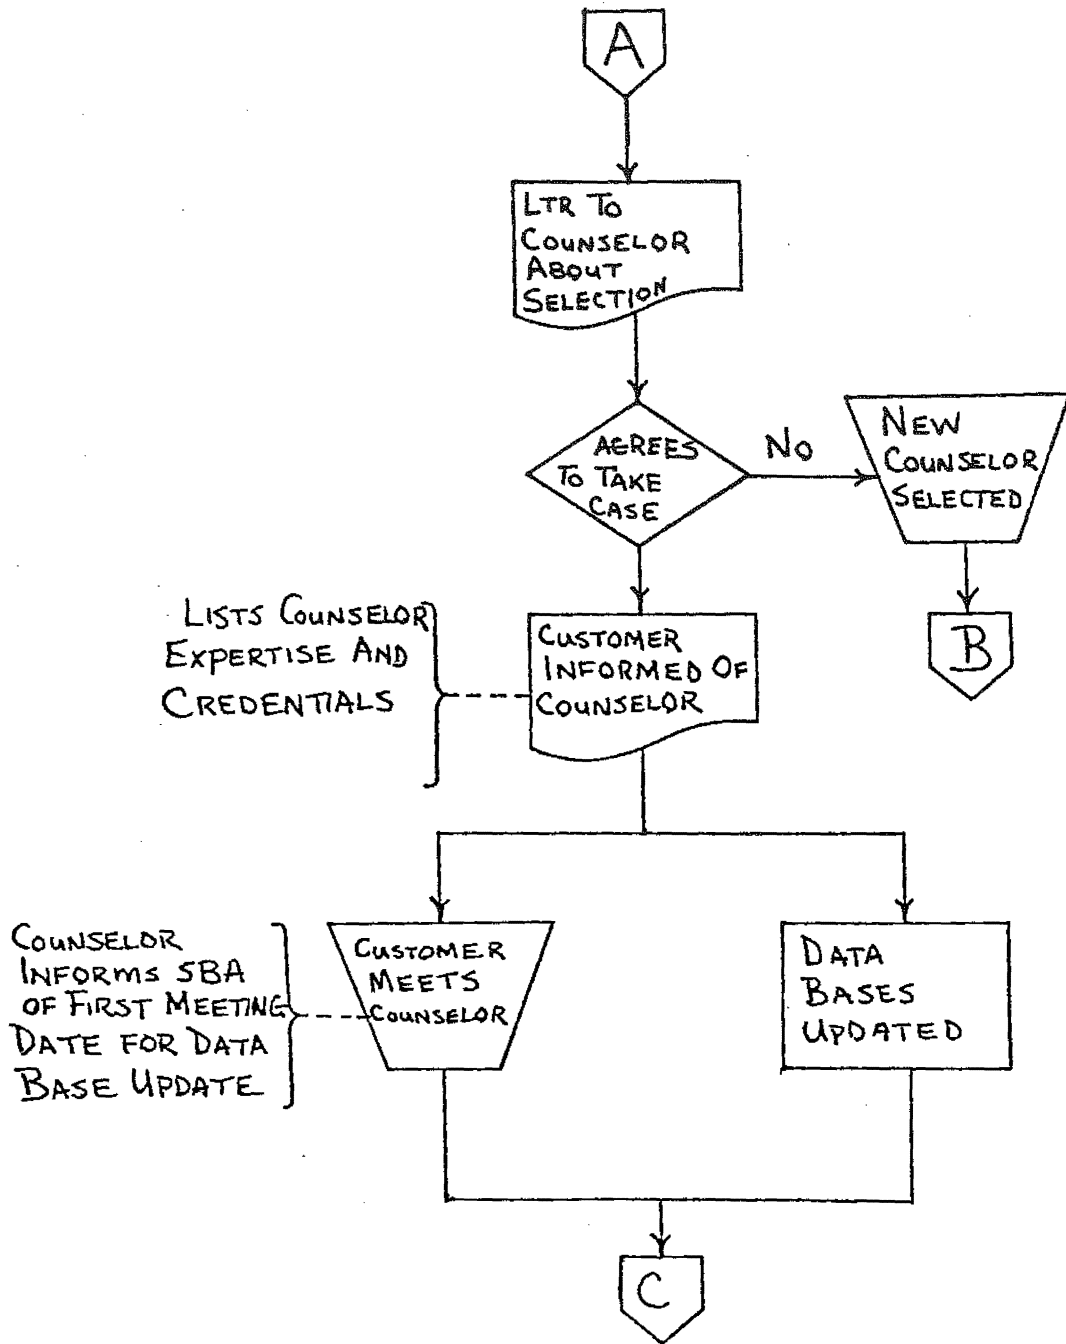 A
LTR TO
COUNSELOR
ABOUT
SELECTION
AGREES
TO TAKE
CASE
NO
NEW
COUNSELOR
SELECTED
B
LISTS COUNSELOR
EXPERTISE AND
CREDENTIALS
CUSTOMER
INFORMED OF
COUNSELOR
COUNSELOR
INFORMS SBA
OF FIRST MEETING
DATE FOR DATA
BASE UPDATE
CUSTOMER
MEETS
COUNSELOR
DATA
BASES
UPDATED
C